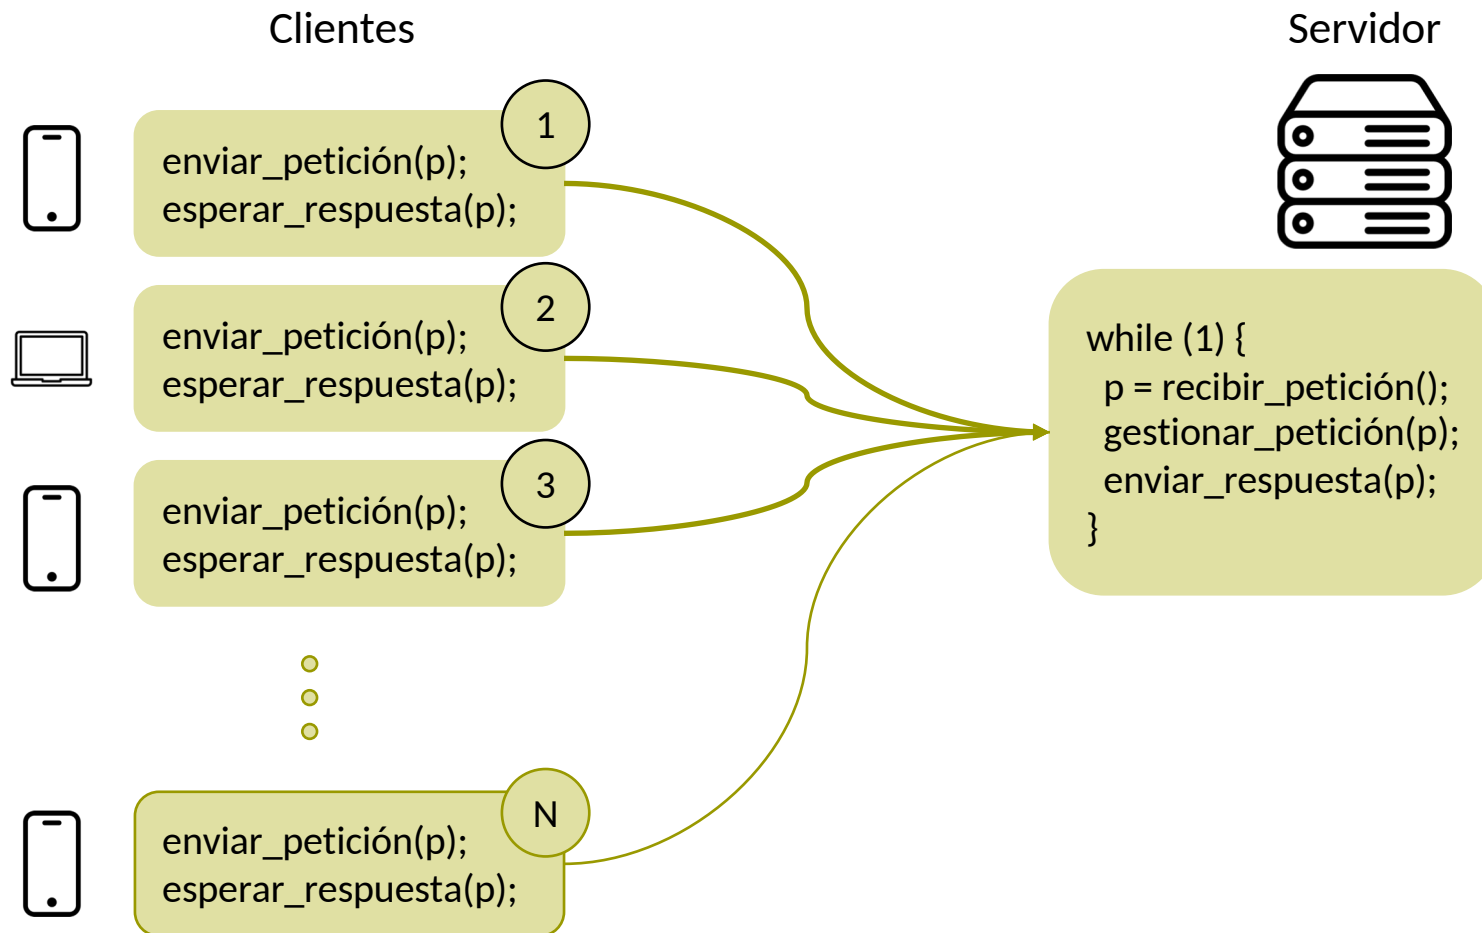 Clientes
Servidor
1
enviar_petición(p);
esperar_respuesta(p);
2
enviar_petición(p);
esperar_respuesta(p);
3
enviar_petición(p);
esperar_respuesta(p);
N
enviar_petición(p);
esperar_respuesta(p);
while (1) {
p = recibir_petición();
gestionar_petición(p);
enviar_respuesta(p);
}